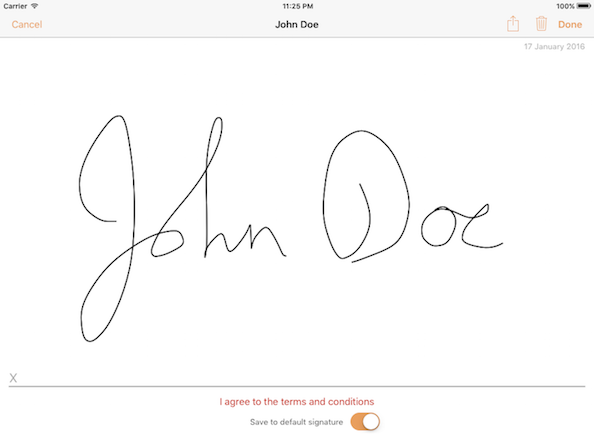 Carrier 11:25 PM 100%
Cancel John Doe Done
17 January 2016
John Doe
X
I agree to the terms and conditions
Save to default signature